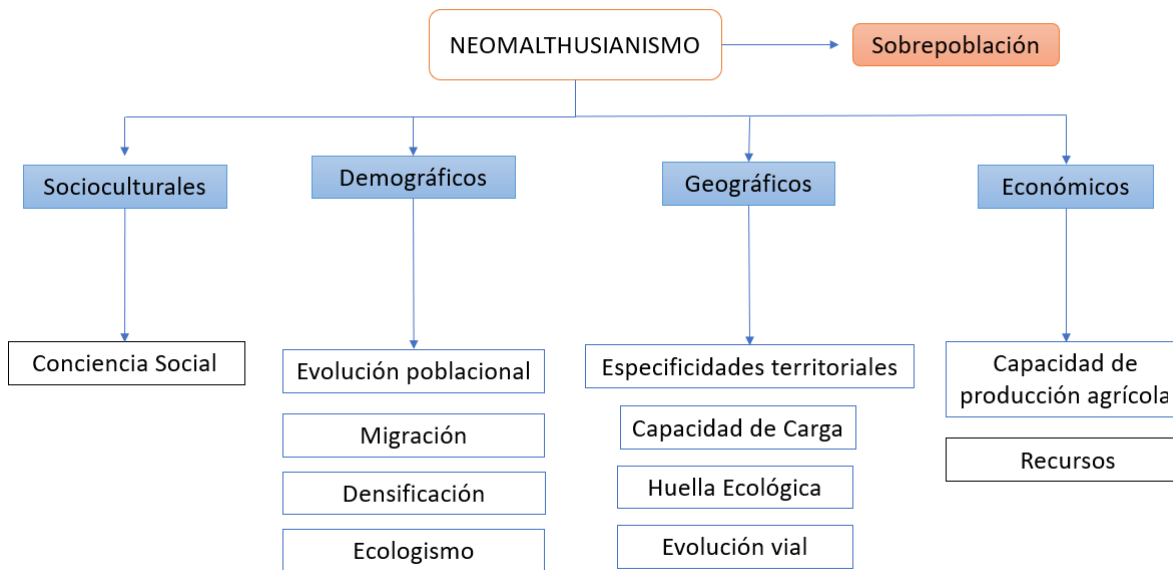 NEOMALTHUSIANISMO
Sobrepoblación
Socioculturales
Demográficos
Geográficos
Económicos
Conciencia Social
Evolución poblacional
Migración
Densificación
Ecologismo
Especificidades territoriales
Capacidad de Carga
Huella Ecológica
Evolución vial
Capacidad de
producción agrícola
Recursos